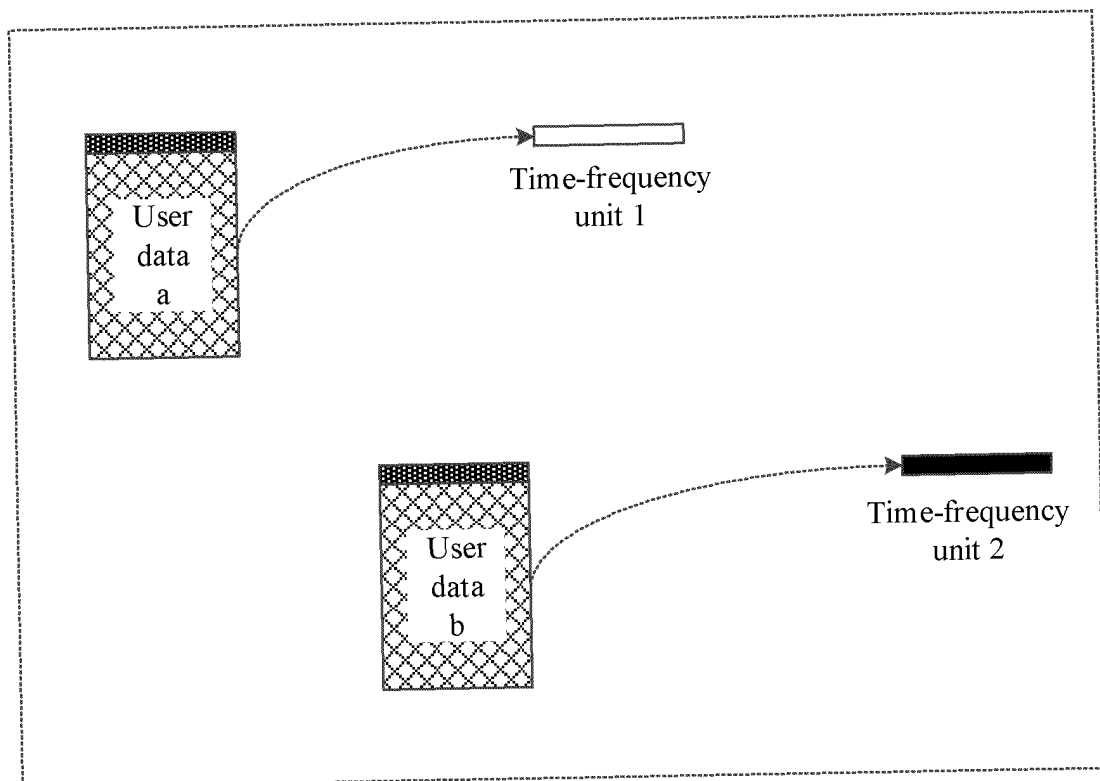 User
data
a
Time-frequency
unit 1
User
data
b
Time-frequency
unit 2